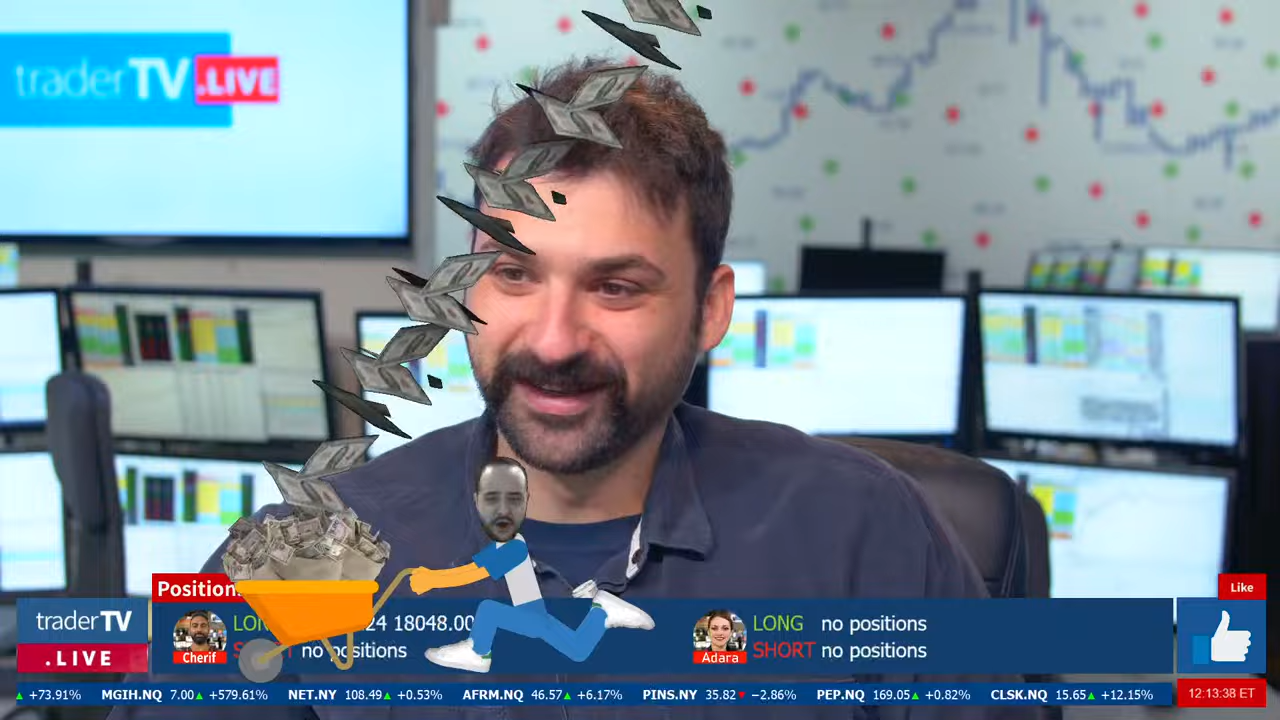 traderTV.LIVE
Like
traderTV
.LIVE
24 18048.00
no positions
Cherif
LONG no positions
SHORT no positions
Adara
+73.91% MGIH.NQ 7.00 +579.61% NET.NY 108.49 +0.53% AFRM.NQ 46.57 +6.17% PINS.NY 35.82 −2.86% PEP.NQ 169.05 +0.82% CLSK.NQ 15.65 +12.15%
12:13:38 ET